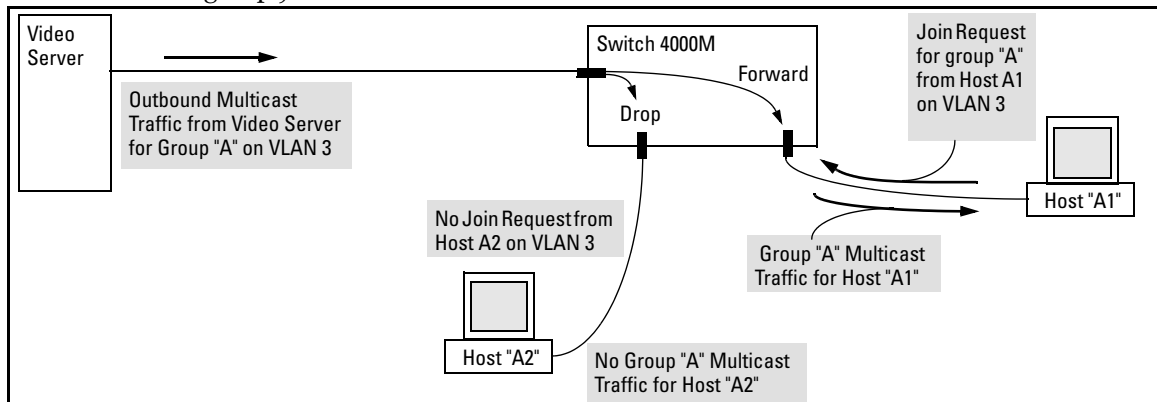 Video
Server
Outbound Multicast
Traffic from Video Server
for Group "A" on VLAN 3
Switch 4000M
Forward
Drop
Join Request
for group "A"
from Host A1
on VLAN 3
Host "A1"
No Join Request from
Host A2 on VLAN 3
Group "A" Multicast
Traffic for Host "A1"
Host "A2"
No Group "A" Multicast
Traffic for Host "A2"